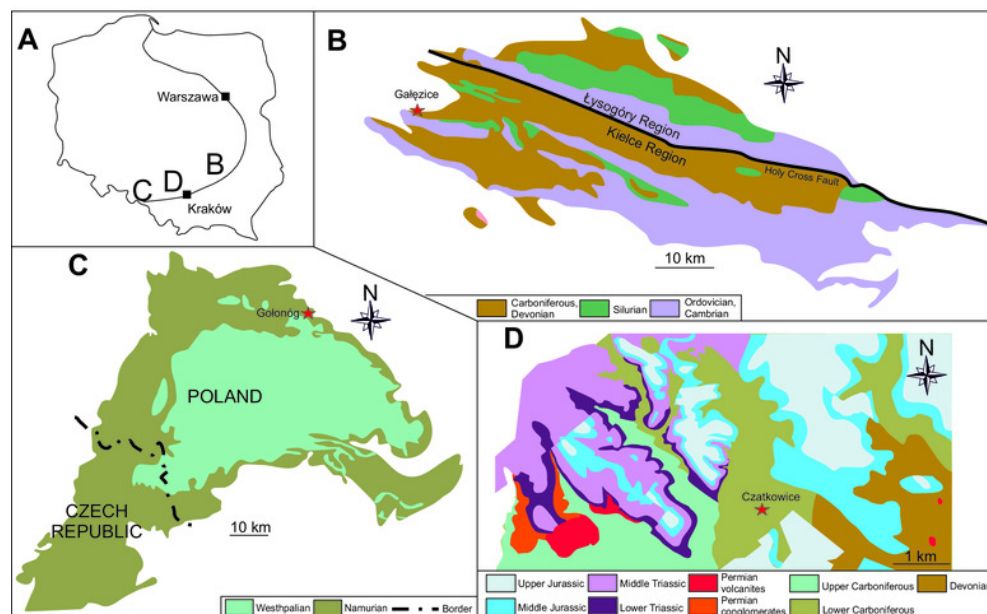 A
Warszawa
B
C
D
Kraków
B
N
Gałęzice
Łysogóry Region
Kielce Region
Holy Cross Fault
10 km
Carboniferous,
Devonian
Silurian
Ordovician,
Cambrian
C
N
Gołonóg
POLAND
CZECH
REPUBLIC
10 km
Westhpalian
Namurian
Border
D
N
Czatkowice
1 km
Upper Jurassic
Middle Triassic
Permian
volcanites
Upper Carboniferous
Devonian
Middle Jurassic
Lower Triassic
Permian
conglomerates
Lower Carboniferous